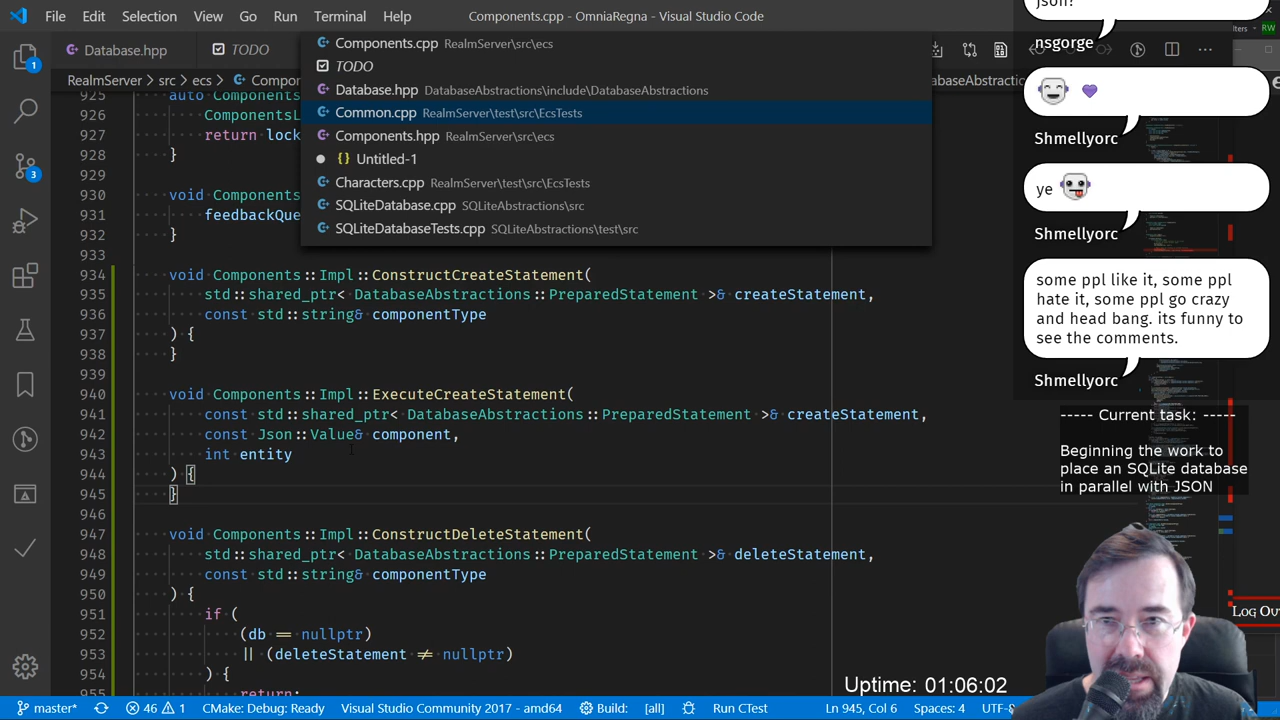 File Edit Selection View Go Run Terminal Help
Components.cpp - OmniaRegna - Visual Studio Code
Database.hpp
TODO
RealmServer > src > ecs >
Components.cpp RealmServer\src\ecs
TODO
Database.hpp DatabaseAbstractions\include\DatabaseAbstractions
Common.cpp RealmServer\test\src\EcsTests
Components.hpp RealmServer\src\ecs
{} Untitled-1
Characters.cpp RealmServer\test\src\EcsTests
SQLiteDatabase.cpp SQLiteAbstractions\src
925 auto Components
926 ComponentsL
927 return lock
928 }
929
930 void Components
931 feedbackQue
932 }
933
934 void Components::Impl::ConstructCreateStatement(
935 std::shared_ptr< DatabaseAbstractions::PreparedStatement >& createStatement,
936 const std::string& componentType
937 ) {
938 }
939
940 void Components::Impl::ExecuteCreateStatement(
941 const std::shared_ptr< DatabaseAbstractions::PreparedStatement >& createStatement,
942 const Json::Value& component,
943 int entity
944 ) {
945 }
946
947 void Components::Impl::ConstructDeleteStatement(
948 std::shared_ptr< DatabaseAbstractions::PreparedStatement >& deleteStatement,
949 const std::string& componentType
950 ) {
951 if (
952 (db == nullptr)
953 || (deleteStatement ≠ nullptr)
954 ) {
955 return;
json?
nsgorge
Shmellyorc
ye
Shmellyorc
some ppl like it, some ppl
hate it, some ppl go crazy
and head bang. its funny to
see the comments.
Shmellyorc
----- Current task: -----
Beginning the work to
place an SQLite database
in parallel with JSON
Uptime: 01:06:02
master* 46 1 CMake: Debug: Ready Visual Studio Community 2017 - amd64 Build: [all] Run CTest Ln 945, Col 6 Spaces: 4 UTF-8